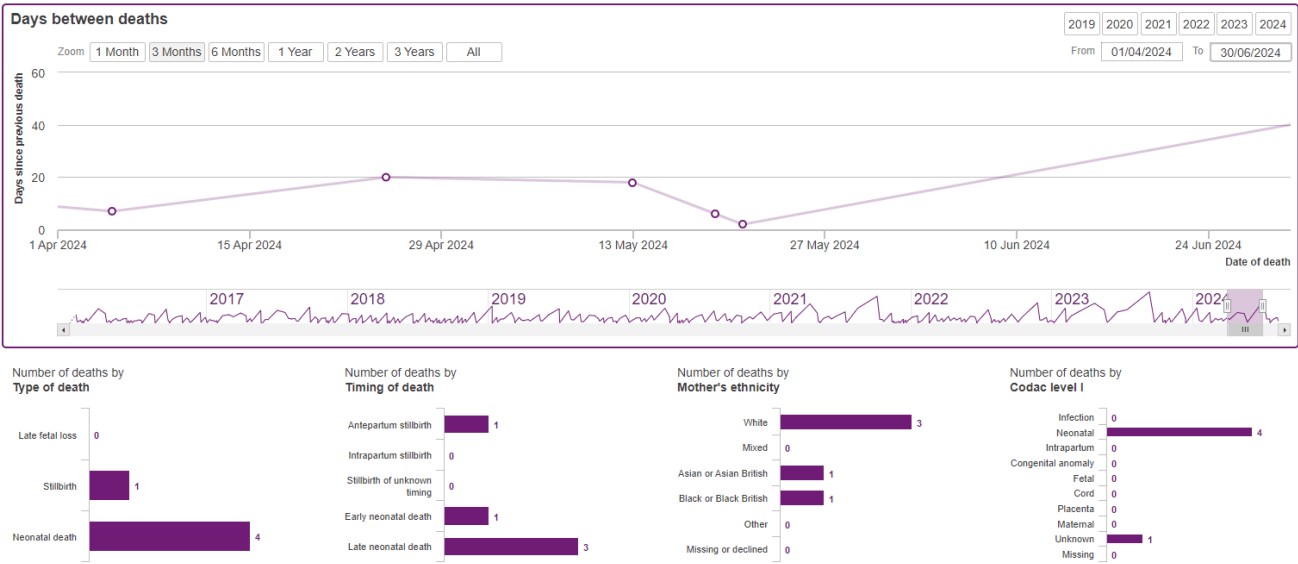 Days between deaths
2019 2020 2021 2022 2023 2024
Zoom 1 Month 3 Months 6 Months 1 Year 2 Years 3 Years All
From 01/04/2024 To 30/06/2024
Days since previous death
60
40
20
0
1 Apr 2024 15 Apr 2024 29 Apr 2024 13 May 2024 27 May 2024 10 Jun 2024 24 Jun 2024
Date of death
2017 2018 2019 2020 2021 2022 2023
Number of deaths by
Type of death
Late fetal loss 0
Stillbirth 1
Neonatal death 4
Number of deaths by
Timing of death
Antepartum stillbirth 1
Intrapartum stillbirth 0
Stillbirth of unknown
timing 0
Early neonatal death 1
Late neonatal death 3
Number of deaths by
Mother's ethnicity
White 3
Mixed 0
Asian or Asian British 1
Black or Black British 1
Other 0
Missing or declined 0
Number of deaths by
Codac level I
Infection 0
Neonatal 4
Intrapartum 0
Congenital anomaly 0
Fetal 0
Cord 0
Placenta 0
Maternal 0
Unknown 1
Missing 0